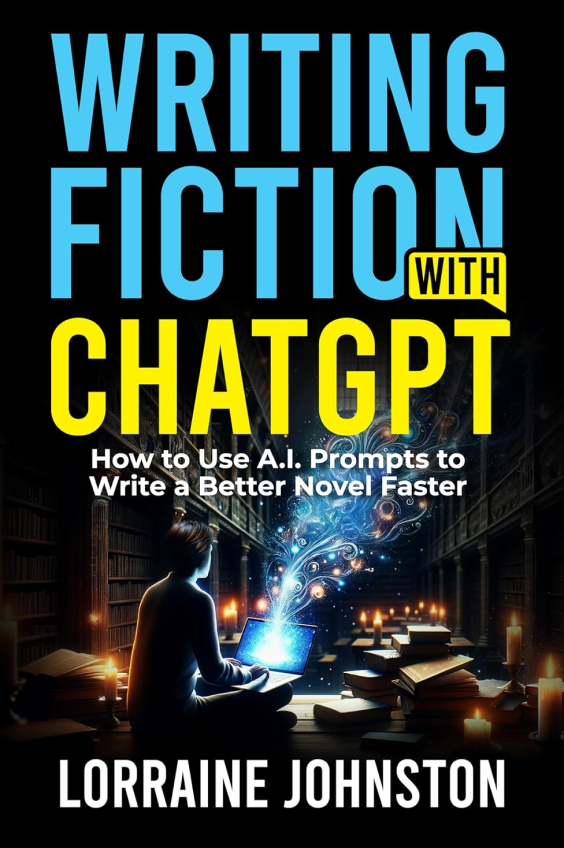 WRITING
FICTION
WITH
CHATGPT
How to Use A.I. Prompts to
Write a Better Novel Faster
LORRAINE JOHNSTON